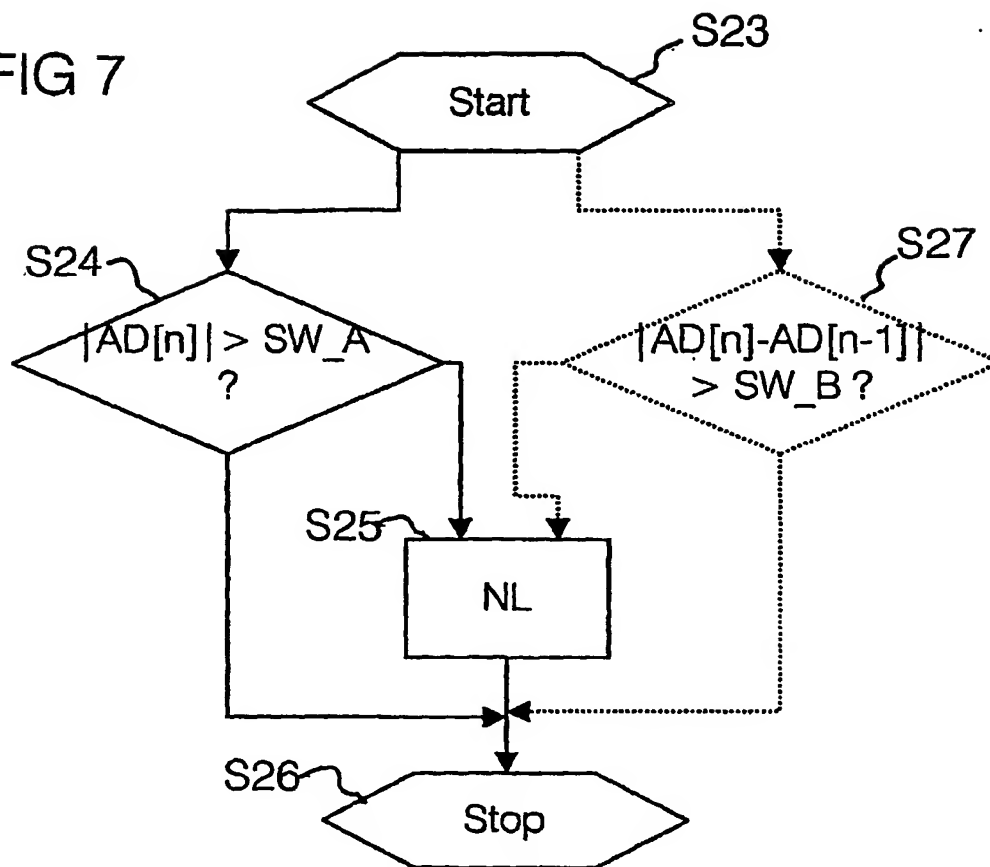 FIG 7
S23
Start
S24
S27
|AD[n]| > SW_A
?
|AD[n]-AD[n-1]|
> SW_B ?
S25
NL
S26
Stop